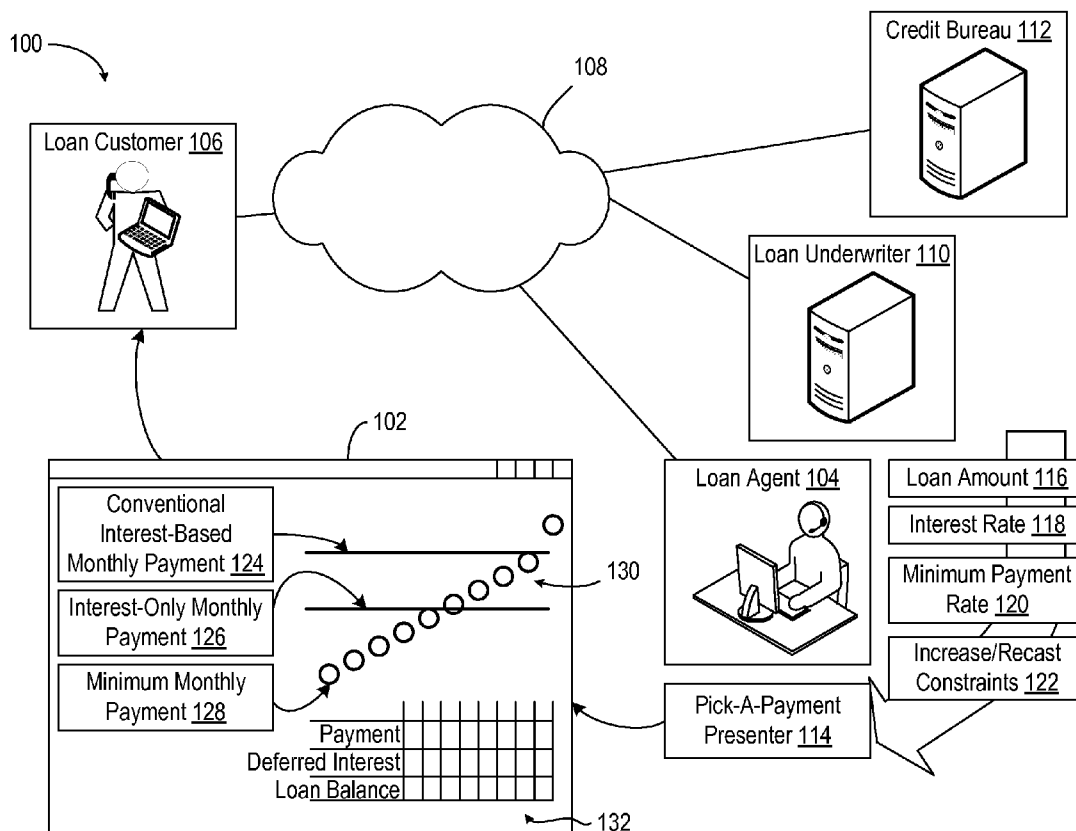 100
Loan Customer 106
108
Credit Bureau 112
Loan Underwriter 110
102
Conventional
Interest-Based
Monthly Payment 124
Interest-Only Monthly
Payment 126
Minimum Monthly
Payment 128
130
Payment
Deferred Interest
Loan Balance
132
Loan Agent 104
Pick-A-Payment
Presenter 114
Loan Amount 116
Interest Rate 118
Minimum Payment
Rate 120
Increase/Recast
Constraints 122